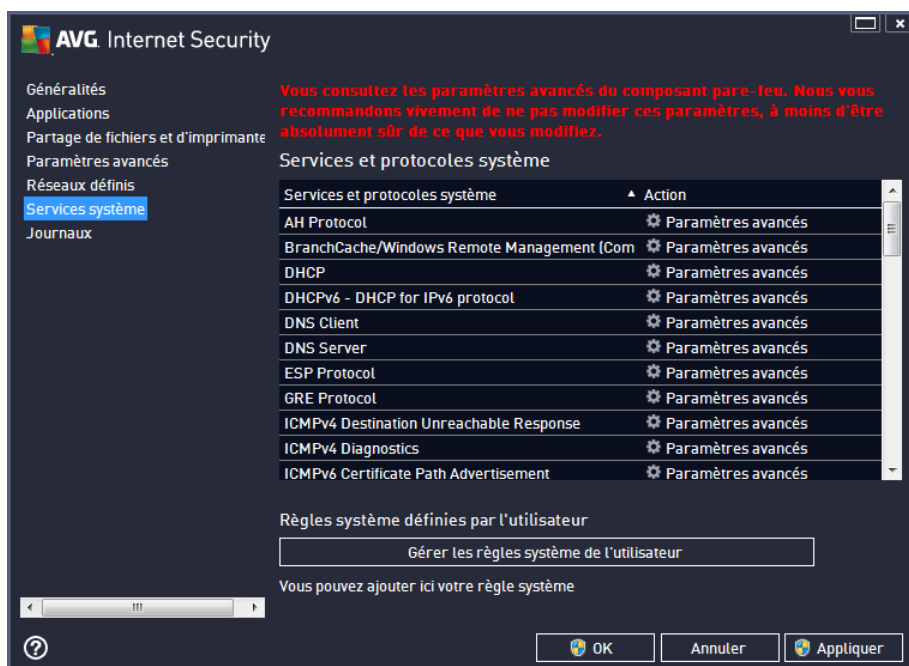 AVG. Internet Security
Généralités
Applications
Partage de fichiers et d'imprimante
Paramètres avancés
Réseaux définis
Services système
Journaux
Vous consultez les paramètres avancés du composant pare-feu. Nous vous
recommandons vivement de ne pas modifier ces paramètres, à moins d'être
absolument sûr de ce que vous modifiez.
Services et protocoles système
Services et protocoles système Action
AH Protocol Paramètres avancés
BranchCache/Windows Remote Management (Com Paramètres avancés
DHCP Paramètres avancés
DHCPv6 - DHCP for IPv6 protocol Paramètres avancés
DNS Client Paramètres avancés
DNS Server Paramètres avancés
ESP Protocol Paramètres avancés
GRE Protocol Paramètres avancés
ICMPv4 Destination Unreachable Response Paramètres avancés
ICMPv4 Diagnostics Paramètres avancés
ICMPv6 Certificate Path Advertisement Paramètres avancés
Règles système définies par l'utilisateur
Gérer les règles système de l'utilisateur
Vous pouvez ajouter ici votre règle système
OK Annuler Appliquer